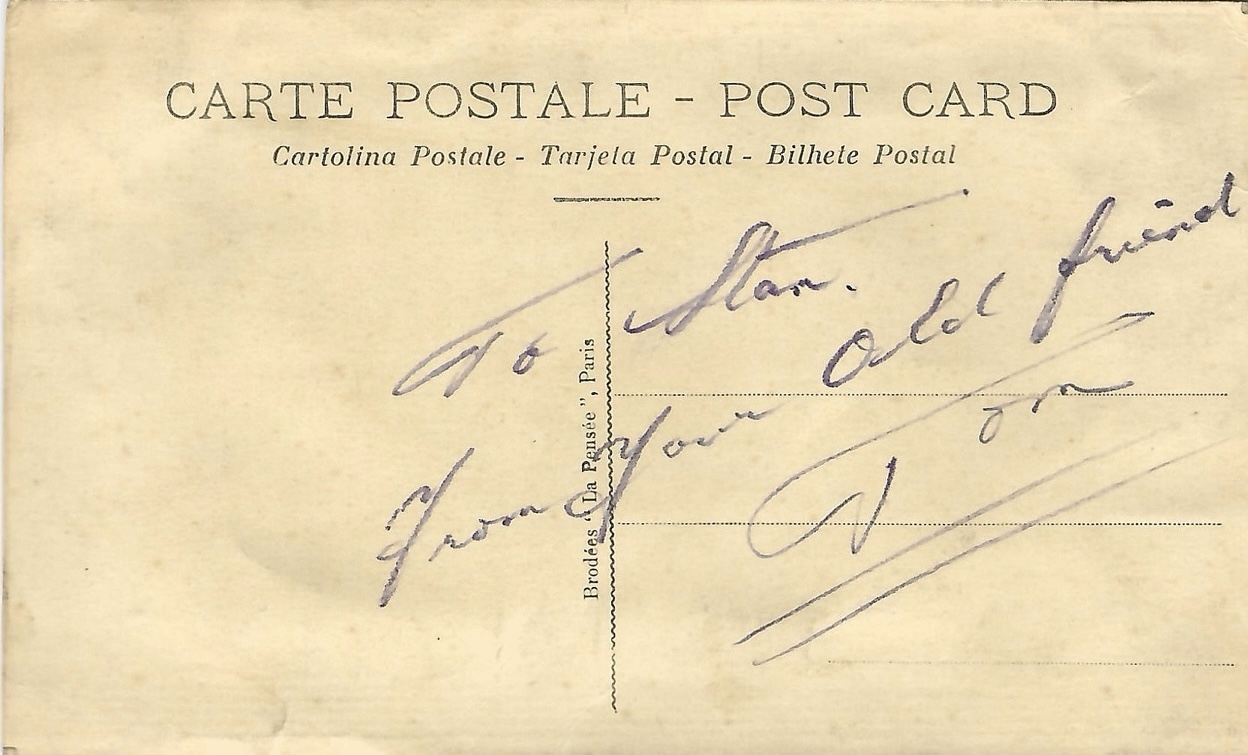 CARTE POSTALE - POST CARD
Cartolina Postale - Tarjeta Postal - Bilhete Postal
Brodées "La Pensée", Paris
To Stan.
From Your Old friend
Tom